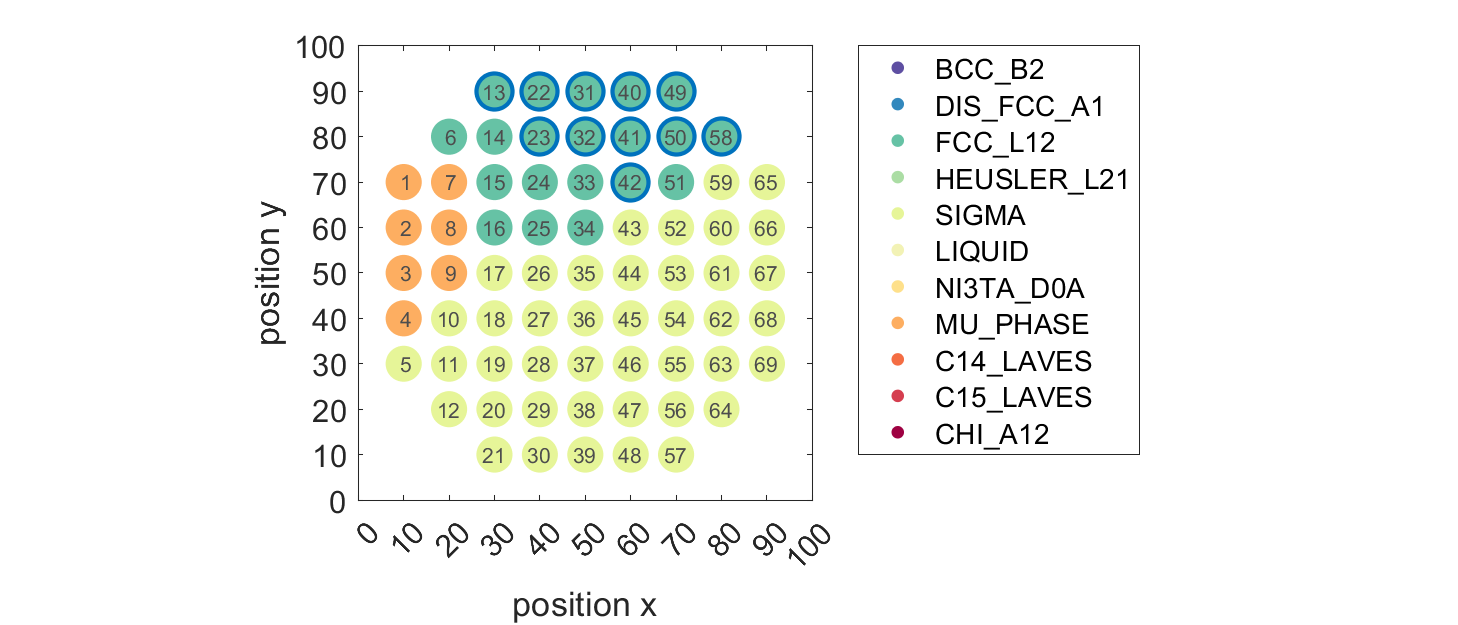 100
90 13 22 31 40 49
80 6 14 23 32 41 50 58
70 1 7 15 24 33 42 51 59 65
60 2 8 16 25 34 43 52 60 66
50 3 9 17 26 35 44 53 61 67
40 4 10 18 27 36 45 54 62 68
30 5 11 19 28 37 46 55 63 69
20 12 20 29 38 47 56 64
10 21 30 39 48 57
0
position y
0 10 20 30 40 50 60 70 80 90 100
position x
BCC_B2
DIS_FCC_A1
FCC_L12
HEUSLER_L21
SIGMA
LIQUID
NI3TA_D0A
MU_PHASE
C14_LAVES
C15_LAVES
CHI_A12